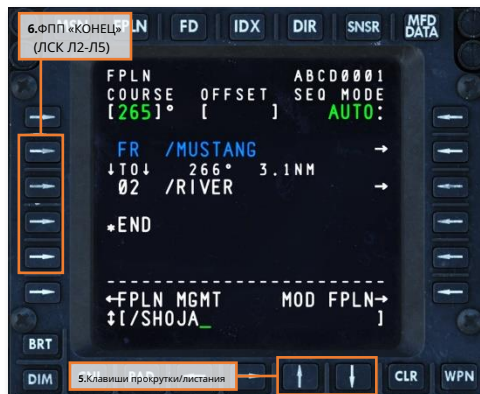 MSN FPLN FD IDX DIR SNSR MFD DATA
6.ФПП «КОНЕЦ»
(ЛСК Л2-Л5)
FPLN ABCD0001
COURSE OFFSET SEQ MODE
[265]° [ ] AUTO:
FR /MUSTANG →
↓TO↓ 266° 3.1NM
02 /RIVER →
*END
←FPLN MGMT MOD FPLN→
↕[/SHOJA_ ]
BRT
DIM
5.Клавиши прокрутки/листания
↑ ↓ CLR WPN